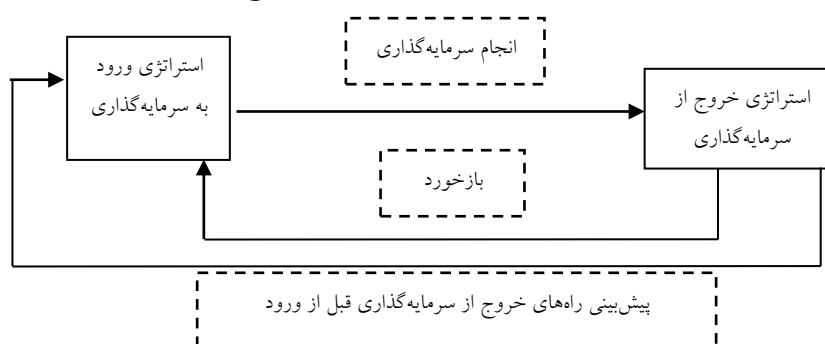 انجام سرمایه‌گذاری
استراتژی ورود
به سرمایه‌گذاری
استراتژی خروج از
سرمایه‌گذاری
بازخورد
پیش‌بینی راه‌های خروج از سرمایه‌گذاری قبل از ورود